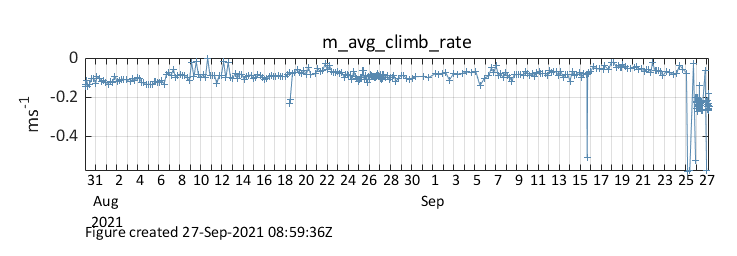 m_avg_climb_rate
0
-0.2
-0.4
ms-1
31 2 4 6 8 10 12 14 16 18 20 22 24 26 28 30 1 3 5 7 9 11 13 15 17 19 21 23 25 27
Aug Sep
2021
Figure created 27-Sep-2021 08:59:36Z